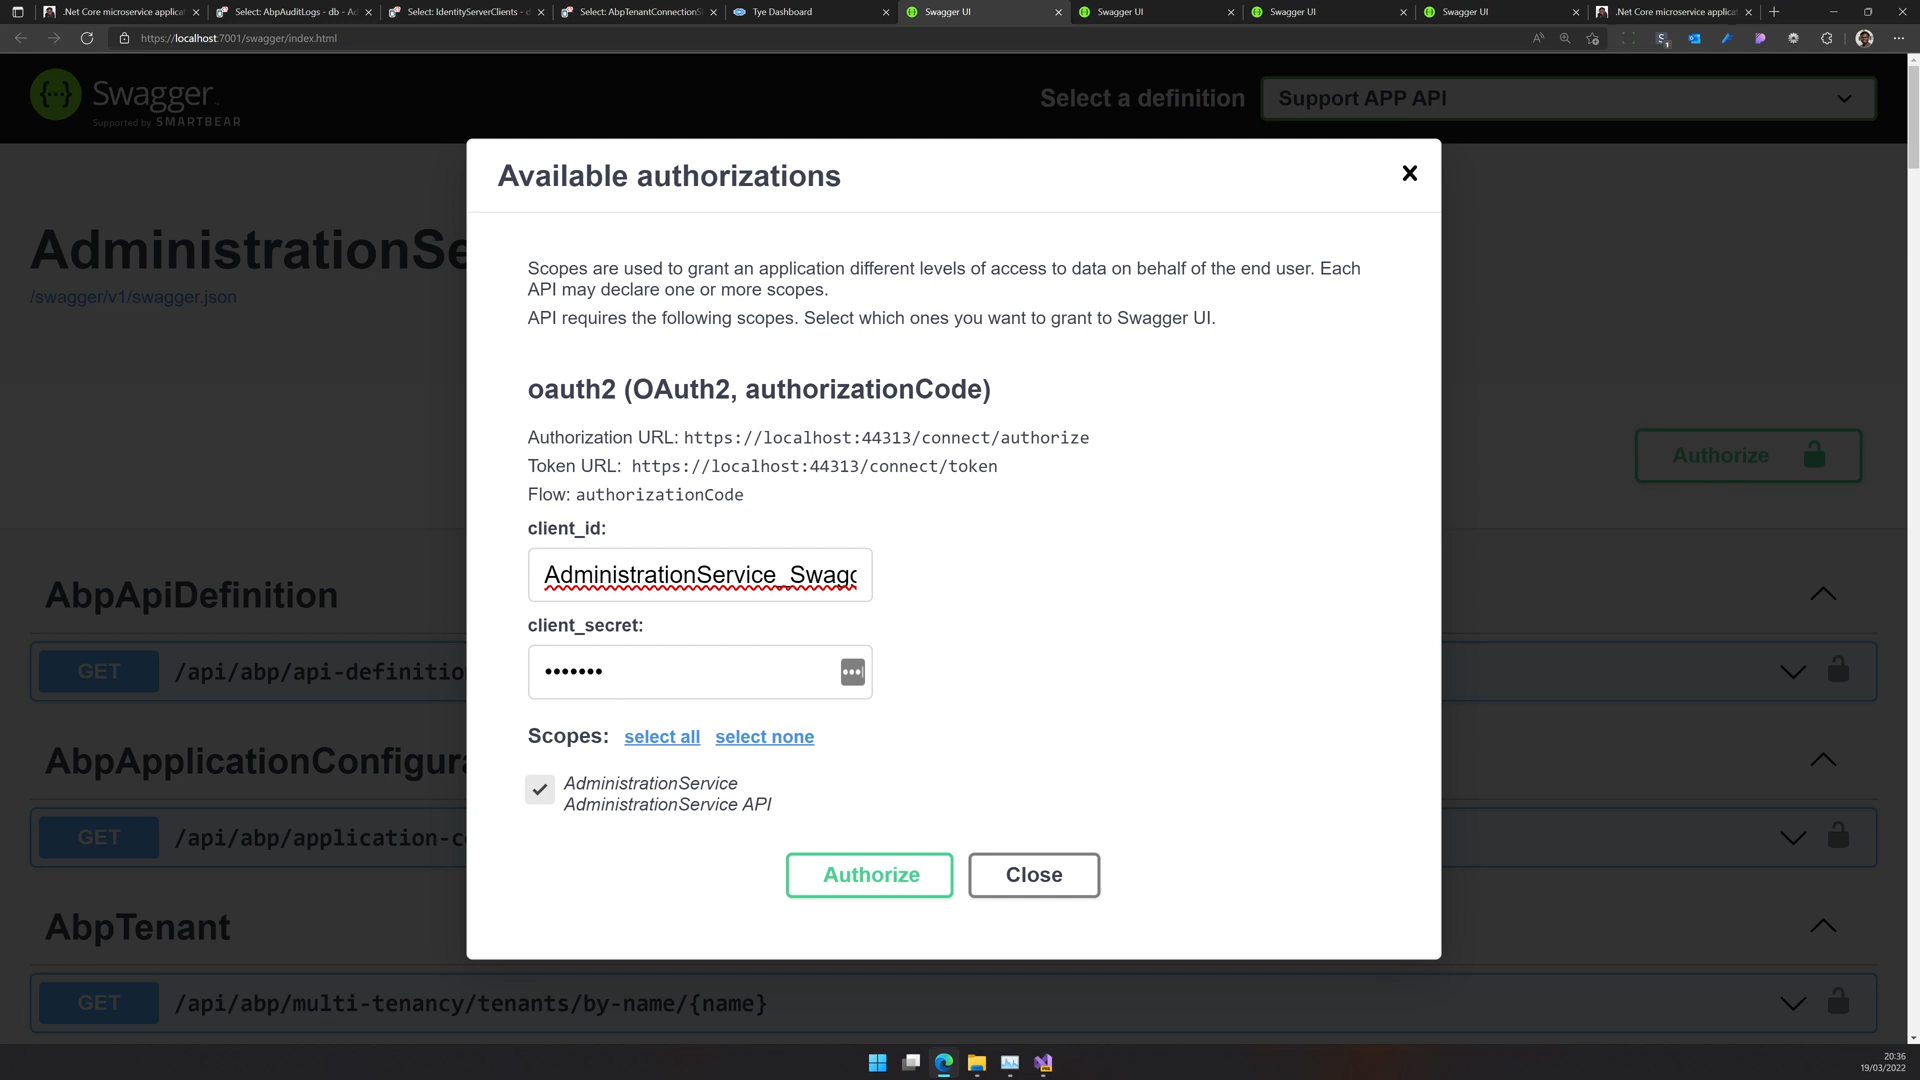 .Net Core microservice applica
Select: AbpAuditLogs - db - Ad
Select: IdentityServerClients - d
Select: AbpTenantConnectionSt
Tye Dashboard
Swagger UI
Swagger UI
Swagger UI
Swagger UI
.Net Core microservice applica
https://localhost:7001/swagger/index.html
Swagger
Supported by SMARTBEAR
Select a definition
Support APP API
Available authorizations
AdministrationSe
/swagger/v1/swagger.json
Scopes are used to grant an application different levels of access to data on behalf of the end user. Each
API may declare one or more scopes.
API requires the following scopes. Select which ones you want to grant to Swagger UI.
oauth2 (OAuth2, authorizationCode)
Authorization URL: https://localhost:44313/connect/authorize
Token URL: https://localhost:44313/connect/token
Flow: authorizationCode
Authorize
client_id:
AdministrationService_Swagg
client_secret:
•••••••
Scopes: select all select none
AdministrationService
AdministrationService API
Authorize
Close
AbpApiDefinition
GET /api/abp/api-definition
AbpApplicationConfigura
GET /api/abp/application-co
AbpTenant
GET /api/abp/multi-tenancy/tenants/by-name/{name}
20:36
19/03/2022